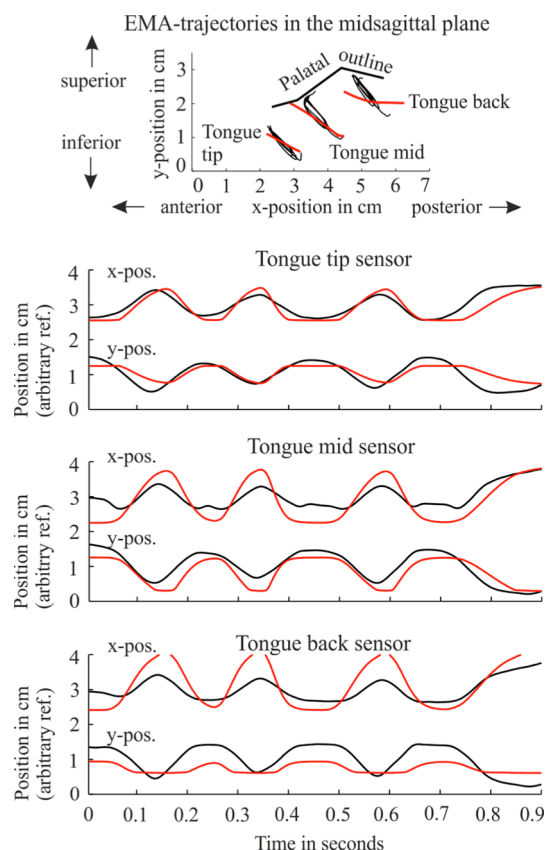 EMA-trajectories in the midsagittal plane
superior
inferior
y-position in cm
3
2
1
0
Palatal outline
Tongue back
Tongue tip
Tongue mid
0 1 2 3 4 5 6 7
anterior x-position in cm posterior
Tongue tip sensor
Position in cm
(arbitrary ref.)
4
3
2
1
0
x-pos.
y-pos.
Tongue mid sensor
Position in cm
(arbitrry ref.)
4
3
2
1
0
x-pos.
y-pos.
Tongue back sensor
Position in cm
(arbitrary ref.)
4
3
2
1
0
x-pos.
y-pos.
0 0.1 0.2 0.3 0.4 0.5 0.6 0.7 0.8 0.9
Time in seconds